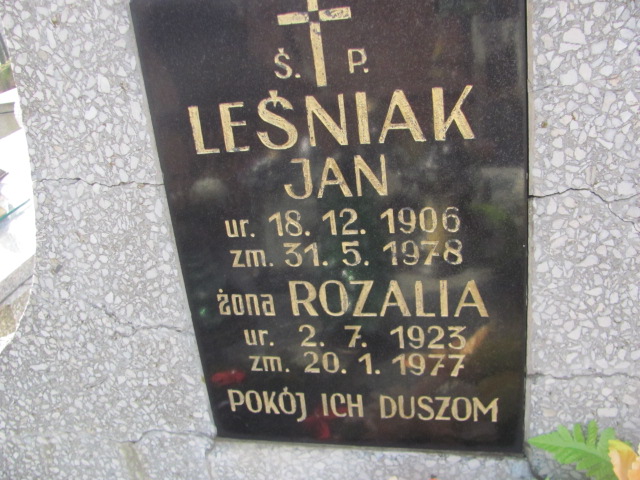 Ś. P.
LEŚNIAK
JAN
ur. 18. 12. 1906
zm. 31. 5. 1978
żona ROZALIA
ur. 2. 7. 1923
zm. 20. 1. 1977
POKÓJ ICH DUSZOM